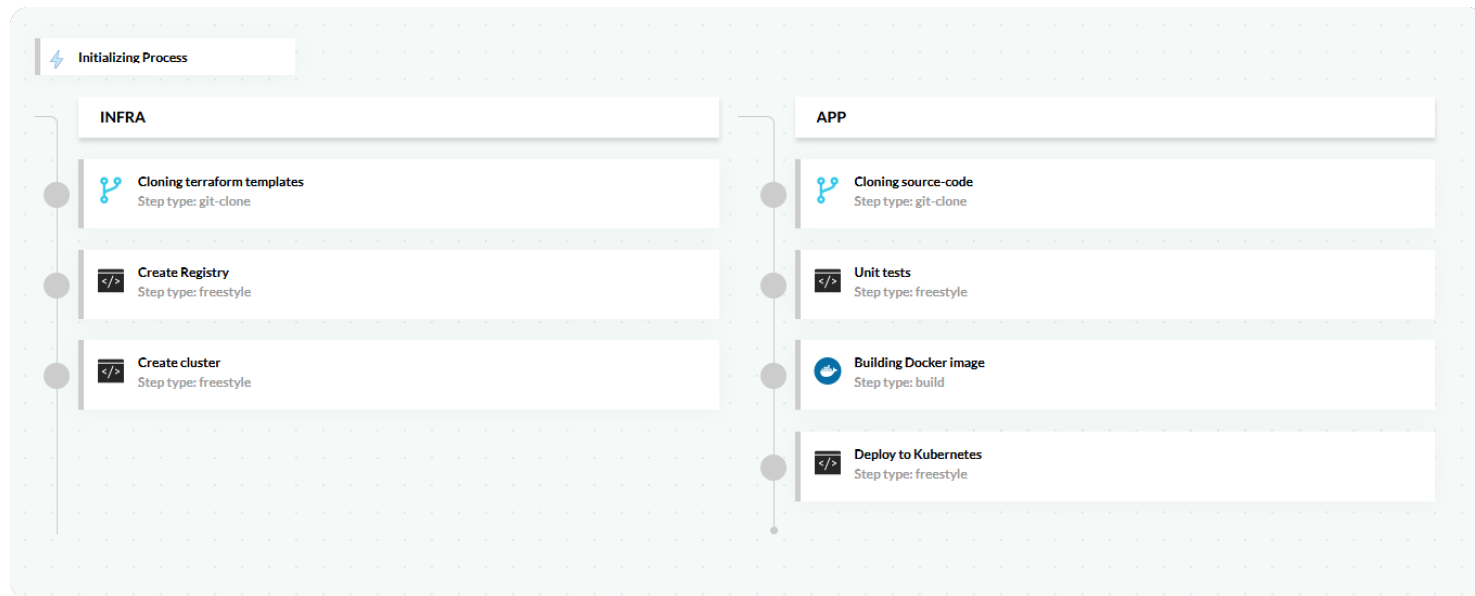 Initializing Process
INFRA
Cloning terraform templates
Step type: git-clone
</>
Create Registry
Step type: freestyle
</>
Create cluster
Step type: freestyle
APP
Cloning source-code
Step type: git-clone
</>
Unit tests
Step type: freestyle
Building Docker image
Step type: build
</>
Deploy to Kubernetes
Step type: freestyle